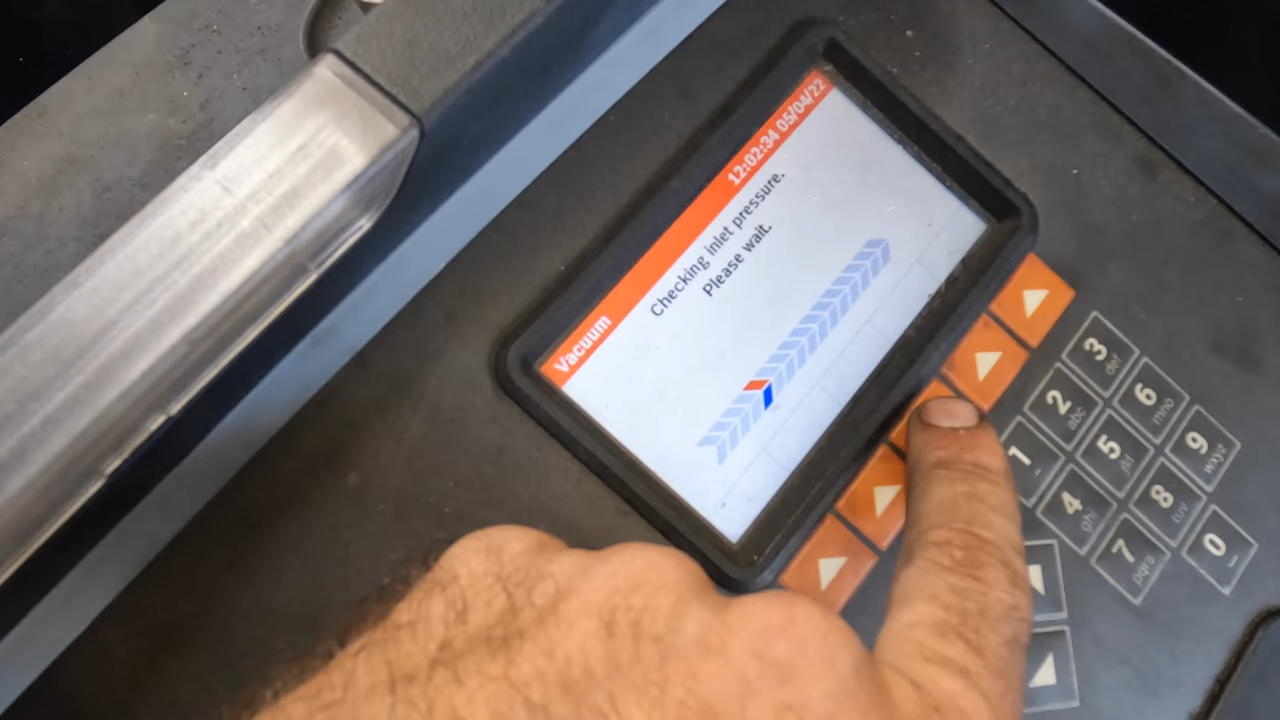 Vacuum 12:02:34 05/04/22
Checking inlet pressure.
Please wait.
1 2 abc 3 def
4 ghi 5 jkl 6 mno
7 pqrs 8 tuv 9 wxyz
0 _